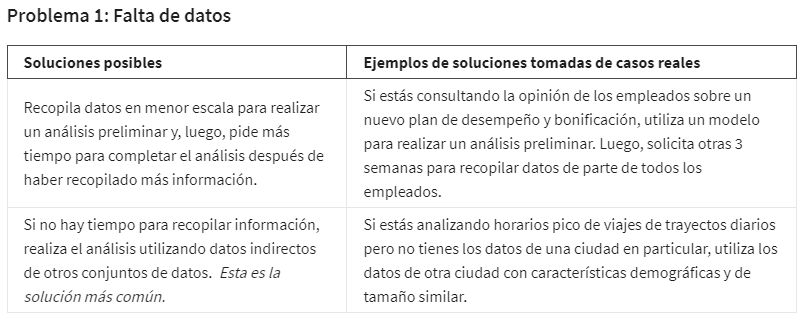 Problema 1: Falta de datos
Soluciones posibles
Ejemplos de soluciones tomadas de casos reales
Recopila datos en menor escala para realizar
un análisis preliminar y, luego, pide más
tiempo para completar el análisis después de
haber recopilado más información.
Si estás consultando la opinión de los empleados sobre un
nuevo plan de desempeño y bonificación, utiliza un modelo
para realizar un análisis preliminar. Luego, solicita otras 3
semanas para recopilar datos de parte de todos los
empleados.
Si no hay tiempo para recopilar información,
realiza el análisis utilizando datos indirectos
de otros conjuntos de datos. Esta es la
solución más común.
Si estás analizando horarios pico de viajes de trayectos diarios
pero no tienes los datos de una ciudad en particular, utiliza los
datos de otra ciudad con características demográficas y de
tamaño similar.